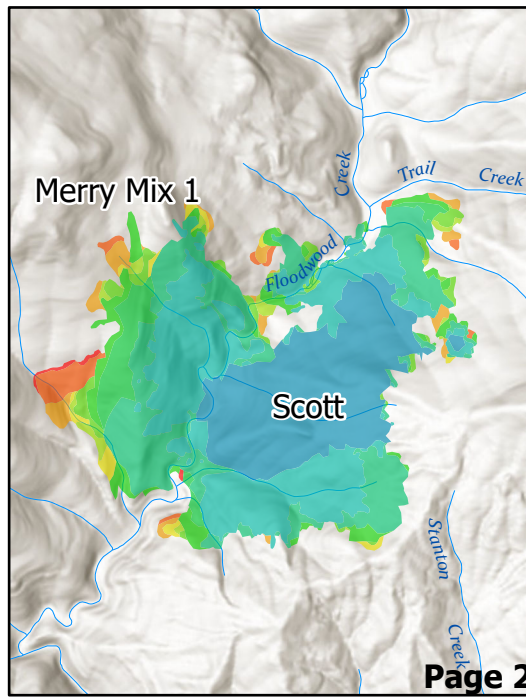 Creek
Trail
Creek
Merry Mix 1
Floodwood
Scott
Stanton
Creek
Page 2